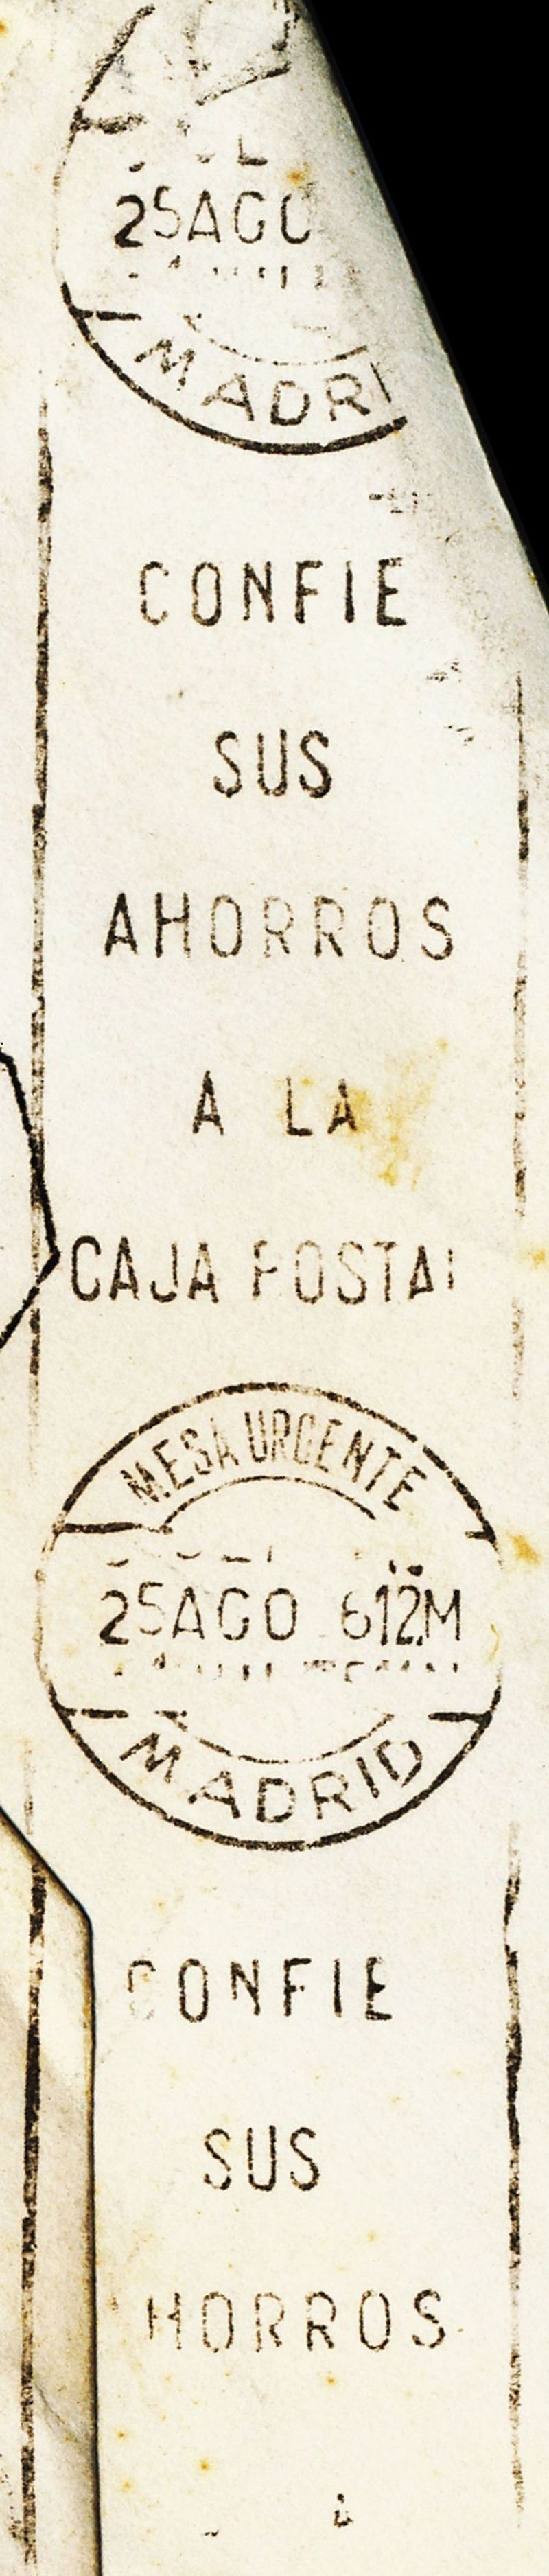 25AGO
MADRI
CONFIE
SUS
AHORROS
A LA
CAJA POSTAL
MESA URGENTE
25AGO 612M
MADRID
CONFIE
SUS
HORROS